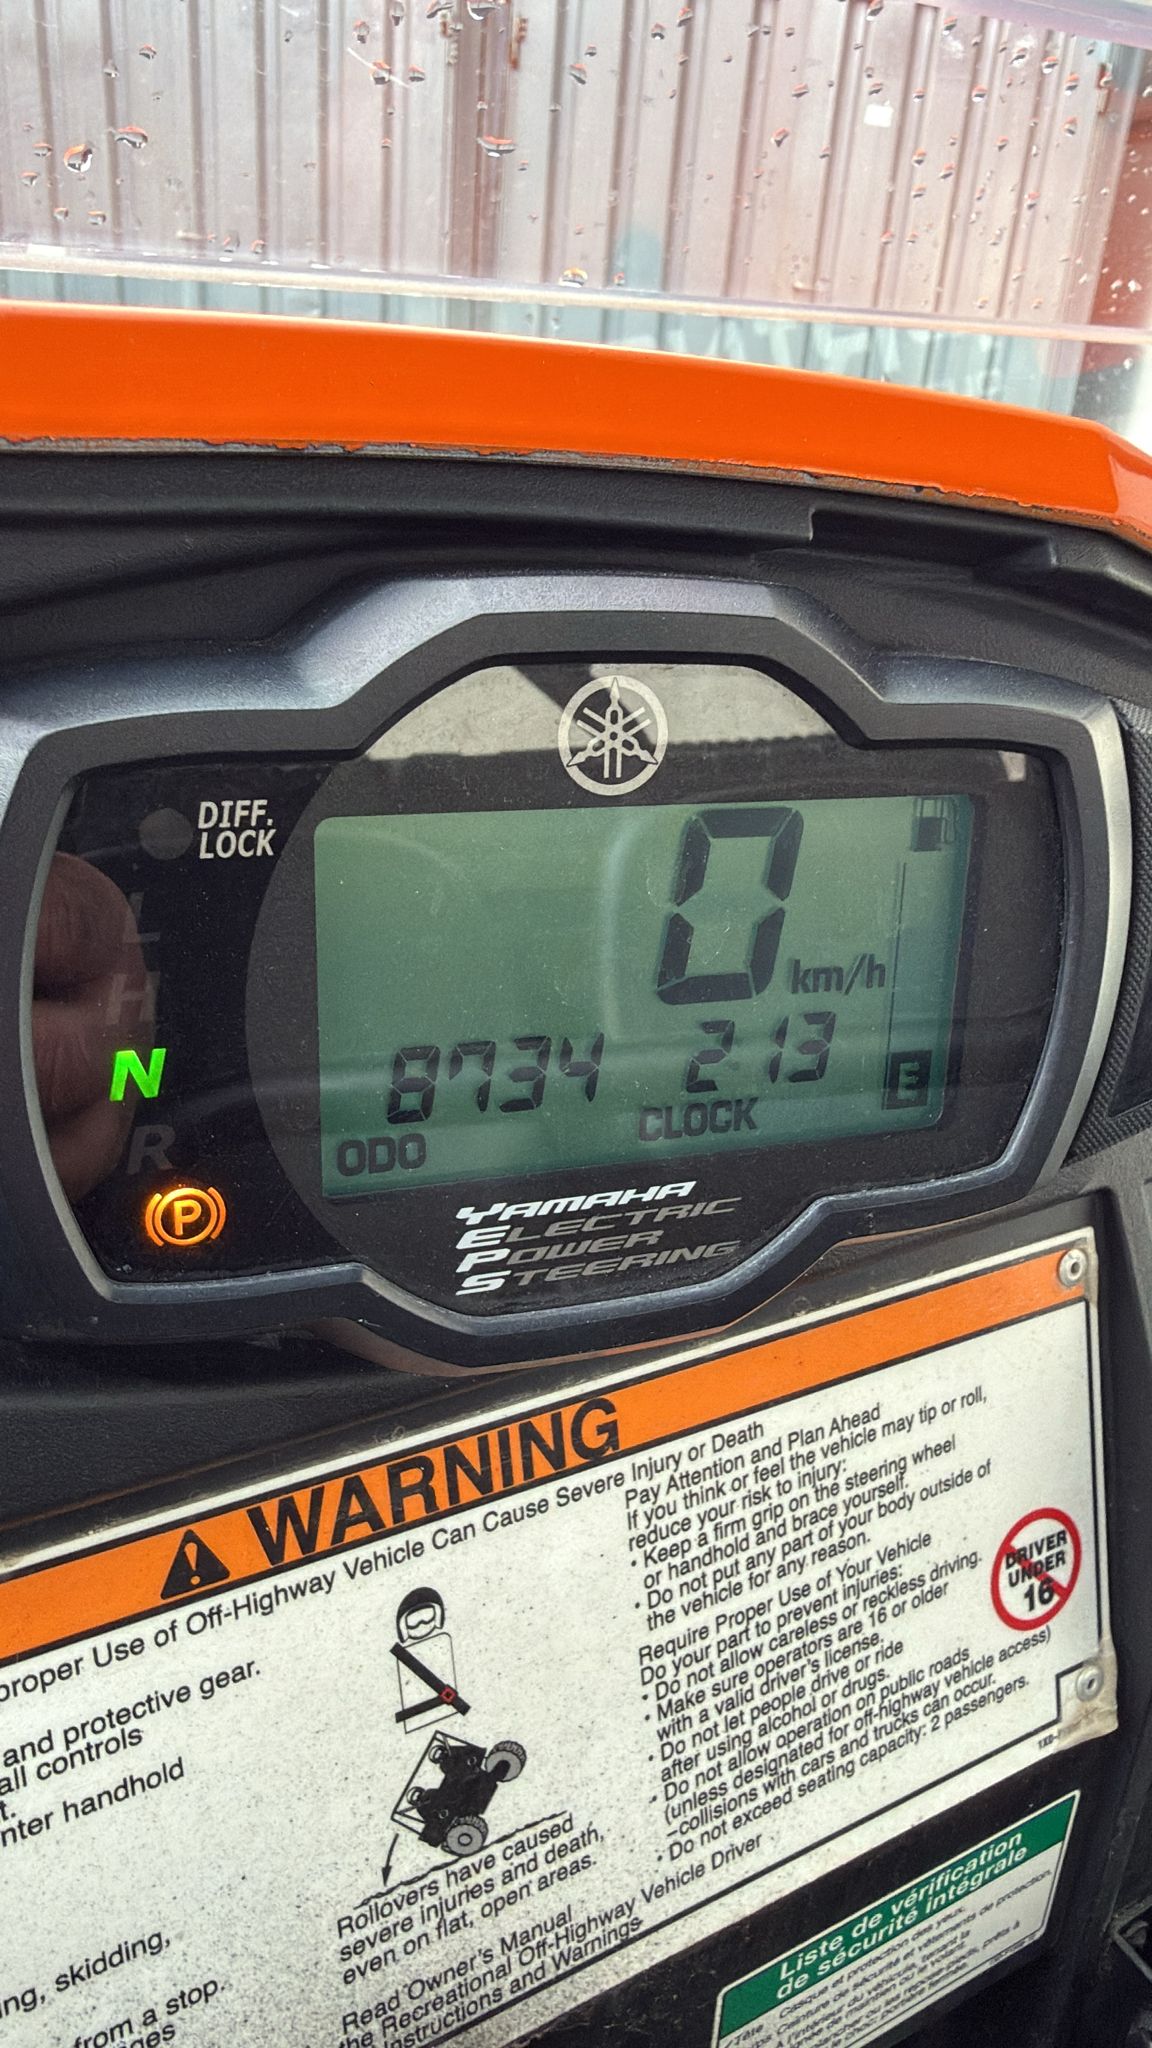 DIFF.
LOCK
L
H
N
R
P
0 km/h
8734 2:13
ODO CLOCK
E
YAMAHA
ELECTRIC
POWER
STEERING
WARNING
Use of Off-Highway Vehicle Can Cause Severe Injury or Death
and protective gear.
all controls
handhold
skidding,
from a stop.
Rollovers have caused
severe injuries and death,
even on flat, open areas.
Read Owner's Manual
the Recreational Off-Highway Vehicle Driver
Instructions and Warnings
Pay Attention and Plan Ahead
If you think or feel the vehicle may tip or roll,
reduce your risk to injury:
• Keep a firm grip on the steering wheel
or handhold and brace yourself.
• Do not put any part of your body outside of
the vehicle for any reason.
Require Proper Use of Your Vehicle
Do your part to prevent injuries:
• Do not allow careless or reckless driving.
• Make sure operators are 16 or older
with a valid driver's license.
• Do not let people drive or ride
after using alcohol or drugs.
• Do not allow operation on public roads
(unless designated for off-highway vehicle access)
–collisions with cars and trucks can occur.
• Do not exceed seating capacity: 2 passengers.
DRIVER
UNDER
16
Liste de vérification
de sécurité intégrale